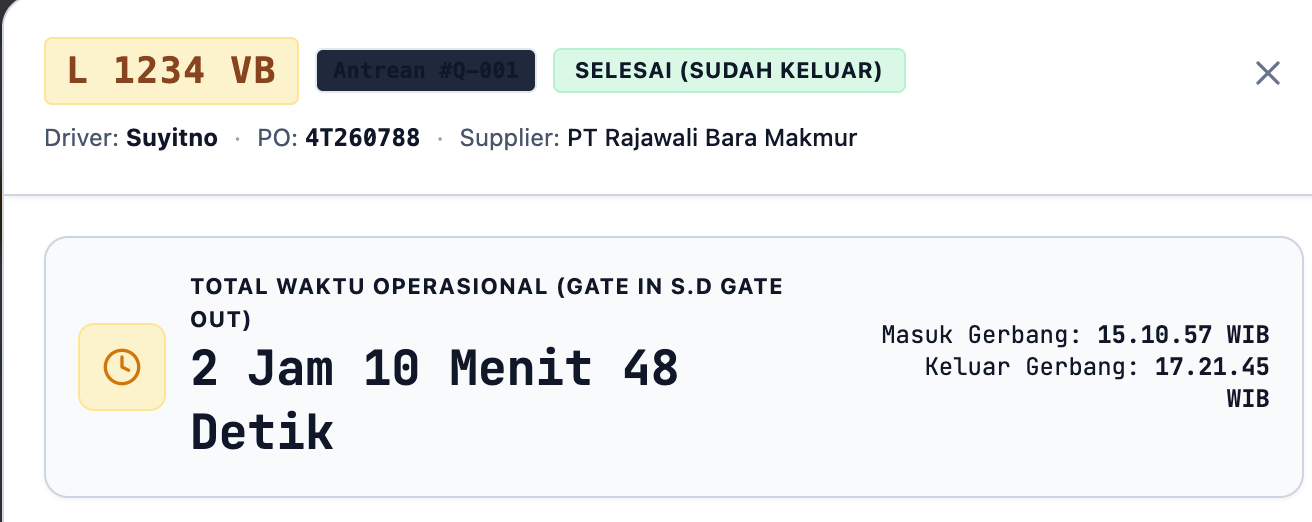 L 1234 VB Antrean #Q-001 SELESAI (SUDAH KELUAR)
Driver: Suyitno · PO: 4T260788 · Supplier: PT Rajawali Bara Makmur
TOTAL WAKTU OPERASIONAL (GATE IN S.D GATE
OUT)
2 Jam 10 Menit 48
Detik
Masuk Gerbang: 15.10.57 WIB
Keluar Gerbang: 17.21.45
WIB